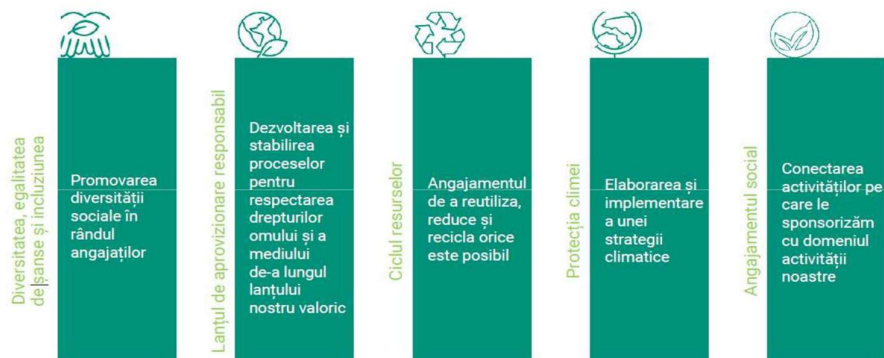 Diversitatea, egalitatea
de șanse și incluziunea
Promovarea
diversității
sociale în
rândul
angajaților
Lanțul de aprovizionare responsabil
Dezvoltarea și
stabilirea
proceselor
pentru
respectarea
drepturilor
omului și a
mediului
de-a lungul
lanțului
nostru valoric
Ciclul resurselor
Angajamentul
de a reutiliza,
reduce și
recicla orice
este posibil
Protecția climei
Elaborarea și
implementare
a unei
strategii
climatice
Angajamentul social
Conectarea
activităților pe
care le
sponsorizăm
cu domeniul
activității
noastre